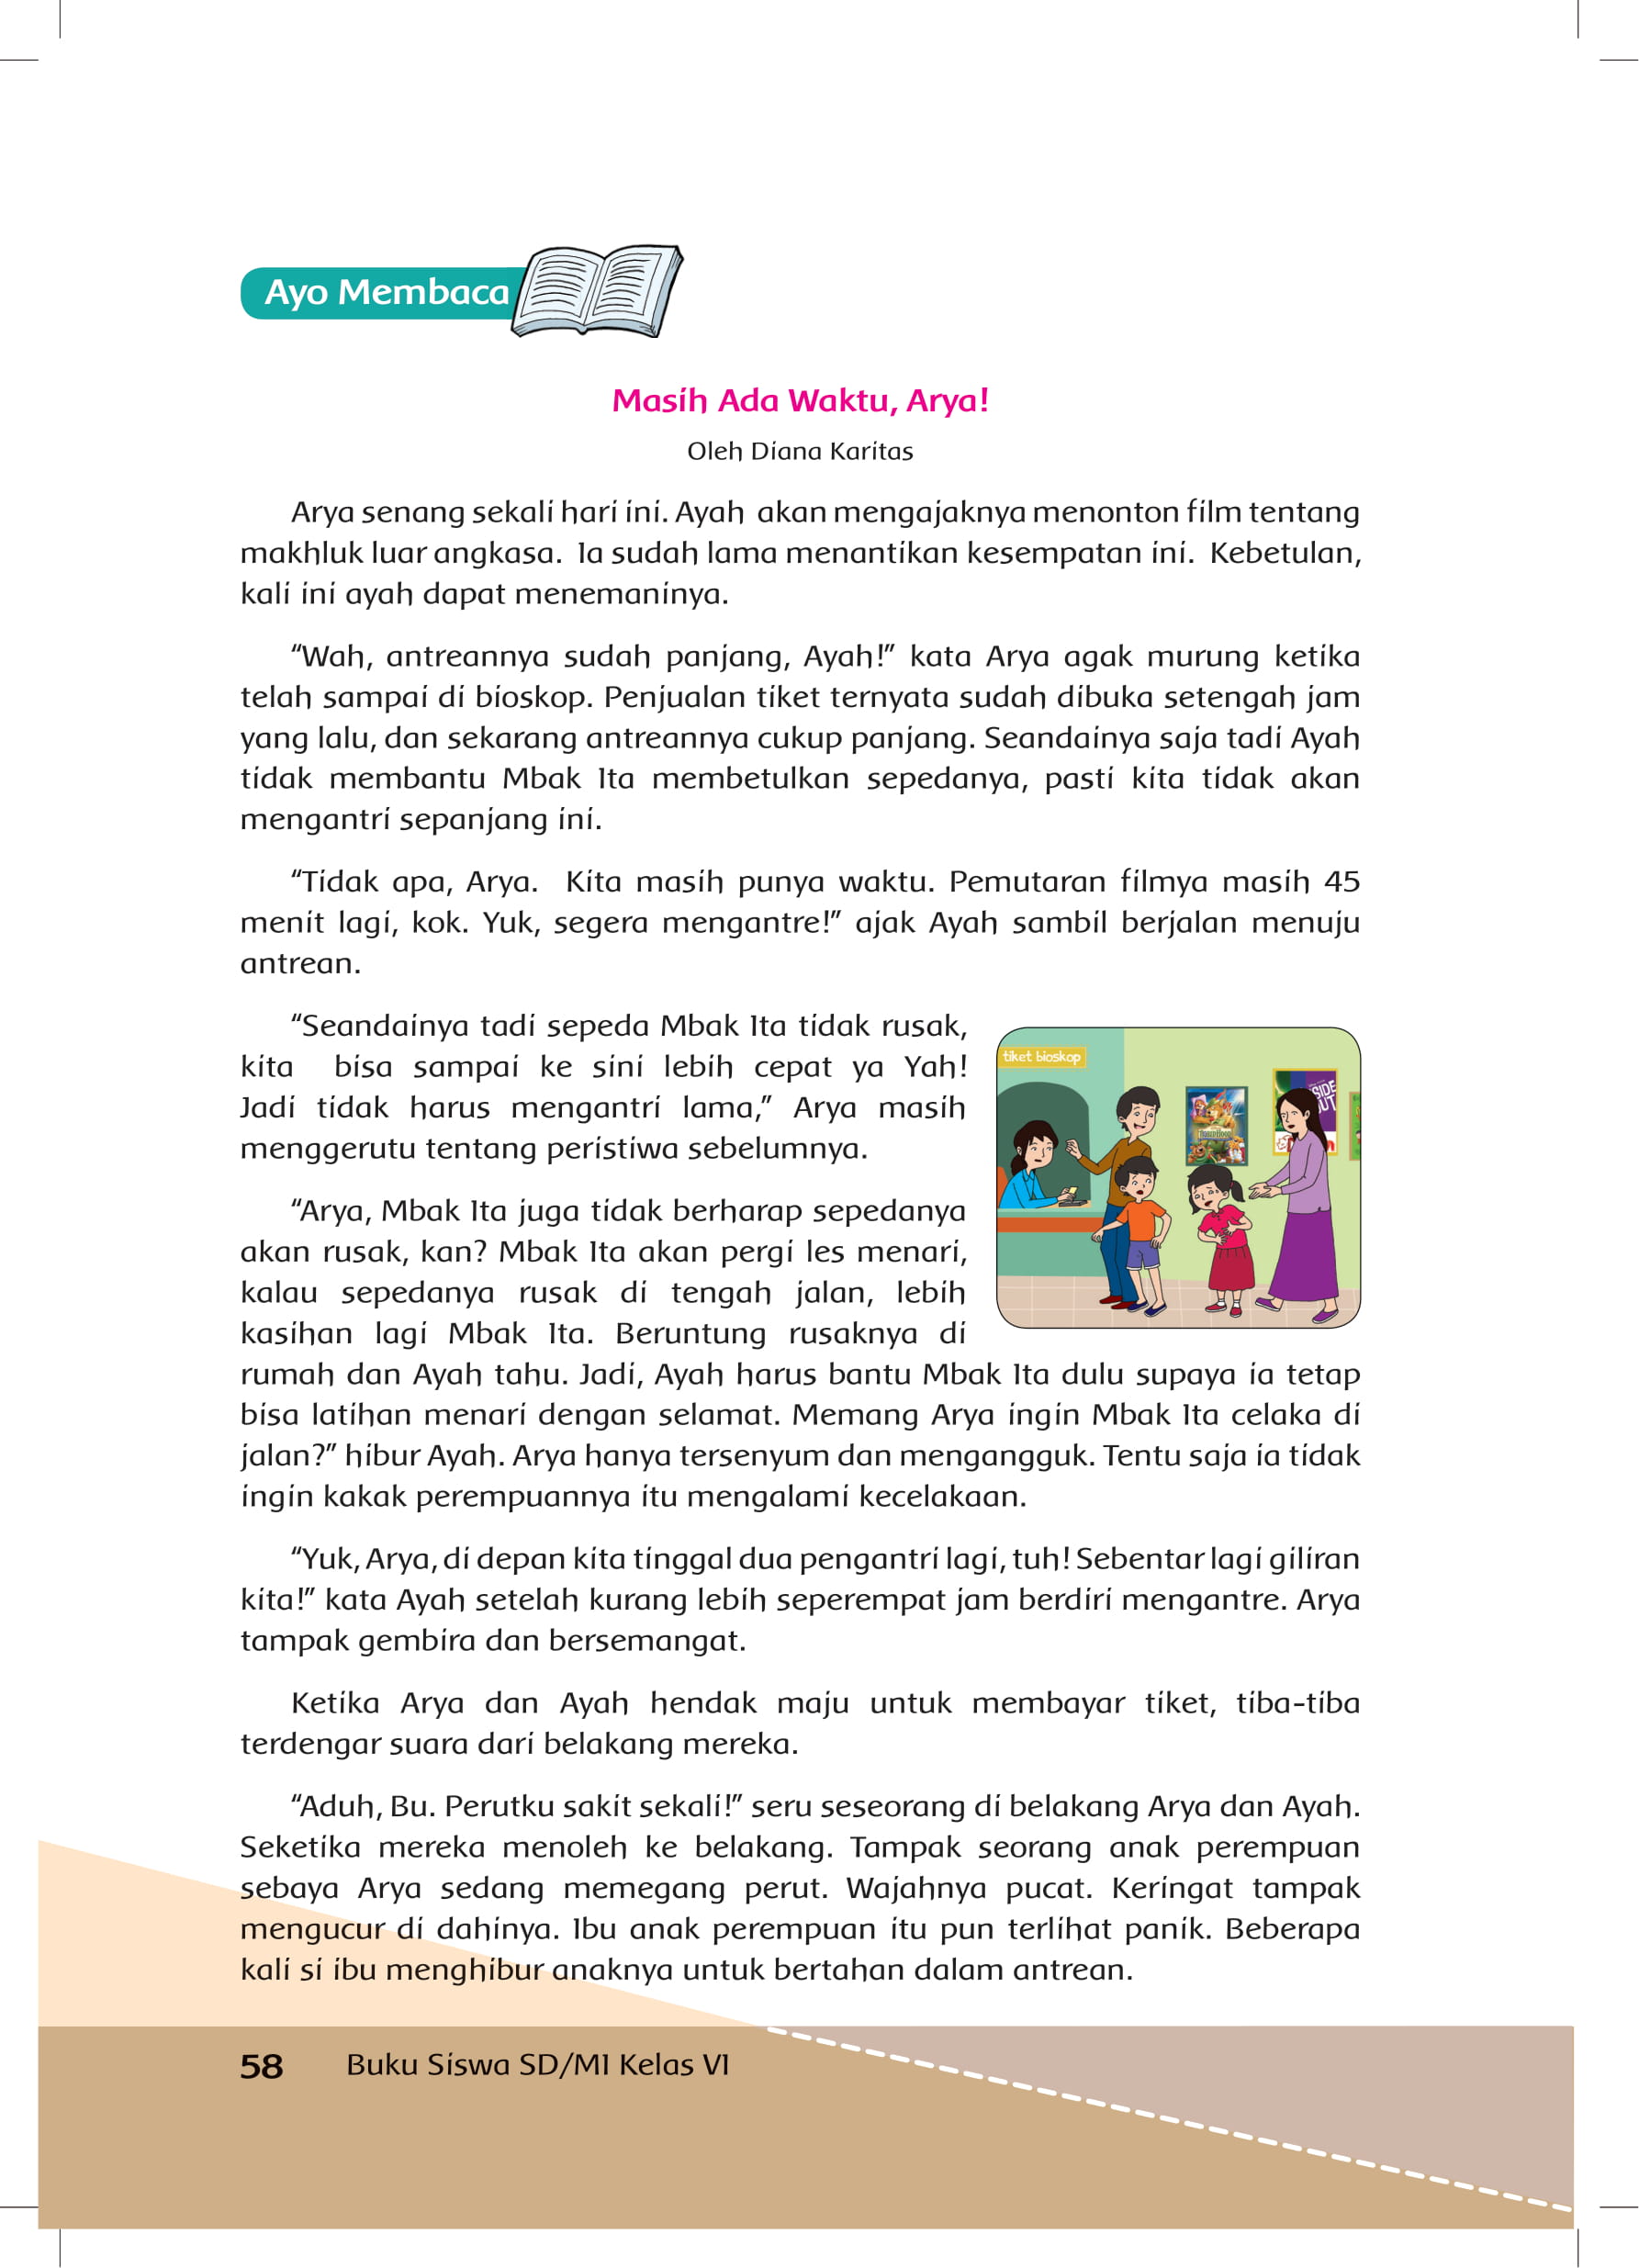 Ayo Membaca
Masih Ada Waktu, Arya!
Oleh Diana Karitas
Arya senang sekali hari ini. Ayah akan mengajaknya menonton film tentang
makhluk luar angkasa. Ia sudah lama menantikan kesempatan ini. Kebetulan,
kali ini ayah dapat menemaninya.
“Wah, antreannya sudah panjang, Ayah!” kata Arya agak murung ketika
telah sampai di bioskop. Penjualan tiket ternyata sudah dibuka setengah jam
yang lalu, dan sekarang antreannya cukup panjang. Seandainya saja tadi Ayah
tidak membantu Mbak Ita membetulkan sepedanya, pasti kita tidak akan
mengantri sepanjang ini.
“Tidak apa, Arya. Kita masih punya waktu. Pemutaran filmya masih 45
menit lagi, kok. Yuk, segera mengantre!” ajak Ayah sambil berjalan menuju
antrean.
“Seandainya tadi sepeda Mbak Ita tidak rusak,
kita bisa sampai ke sini lebih cepat ya Yah!
Jadi tidak harus mengantri lama,” Arya masih
menggerutu tentang peristiwa sebelumnya.
“Arya, Mbak Ita juga tidak berharap sepedanya
akan rusak, kan? Mbak Ita akan pergi les menari,
kalau sepedanya rusak di tengah jalan, lebih
kasihan lagi Mbak Ita. Beruntung rusaknya di
rumah dan Ayah tahu. Jadi, Ayah harus bantu Mbak Ita dulu supaya ia tetap
bisa latihan menari dengan selamat. Memang Arya ingin Mbak Ita celaka di
jalan?” hibur Ayah. Arya hanya tersenyum dan mengangguk. Tentu saja ia tidak
ingin kakak perempuannya itu mengalami kecelakaan.
tiket bioskop
SIDE
OUT
“Yuk, Arya, di depan kita tinggal dua pengantri lagi, tuh! Sebentar lagi giliran
kita!” kata Ayah setelah kurang lebih seperempat jam berdiri mengantre. Arya
tampak gembira dan bersemangat.
Ketika Arya dan Ayah hendak maju untuk membayar tiket, tiba-tiba
terdengar suara dari belakang mereka.
“Aduh, Bu. Perutku sakit sekali!” seru seseorang di belakang Arya dan Ayah.
Seketika mereka menoleh ke belakang. Tampak seorang anak perempuan
sebaya Arya sedang memegang perut. Wajahnya pucat. Keringat tampak
mengucur di dahinya. Ibu anak perempuan itu pun terlihat panik. Beberapa
kali si ibu menghibur anaknya untuk bertahan dalam antrean.
58 Buku Siswa SD/MI Kelas VI